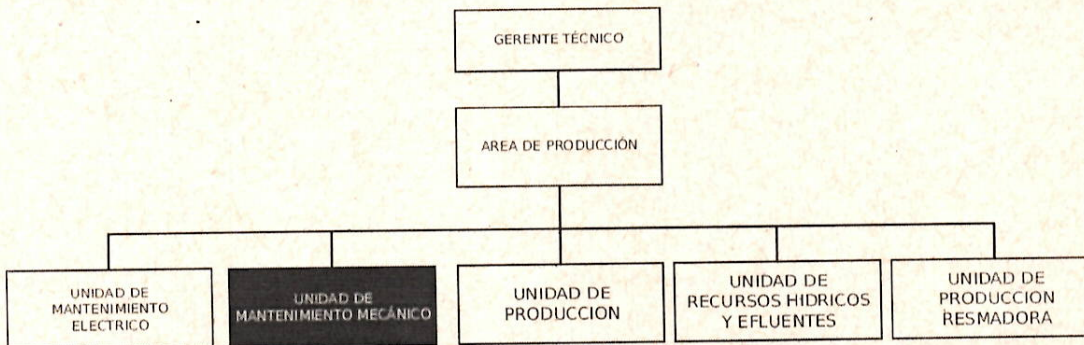 GERENTE TÉCNICO
AREA DE PRODUCCIÓN
UNIDAD DE
MANTENIMIENTO
ELECTRICO
UNIDAD DE
MANTENIMIENTO MECÁNICO
UNIDAD DE
PRODUCCION
UNIDAD DE
RECURSOS HIDRICOS
Y EFLUENTES
UNIDAD DE
PRODUCCION
RESMADORA